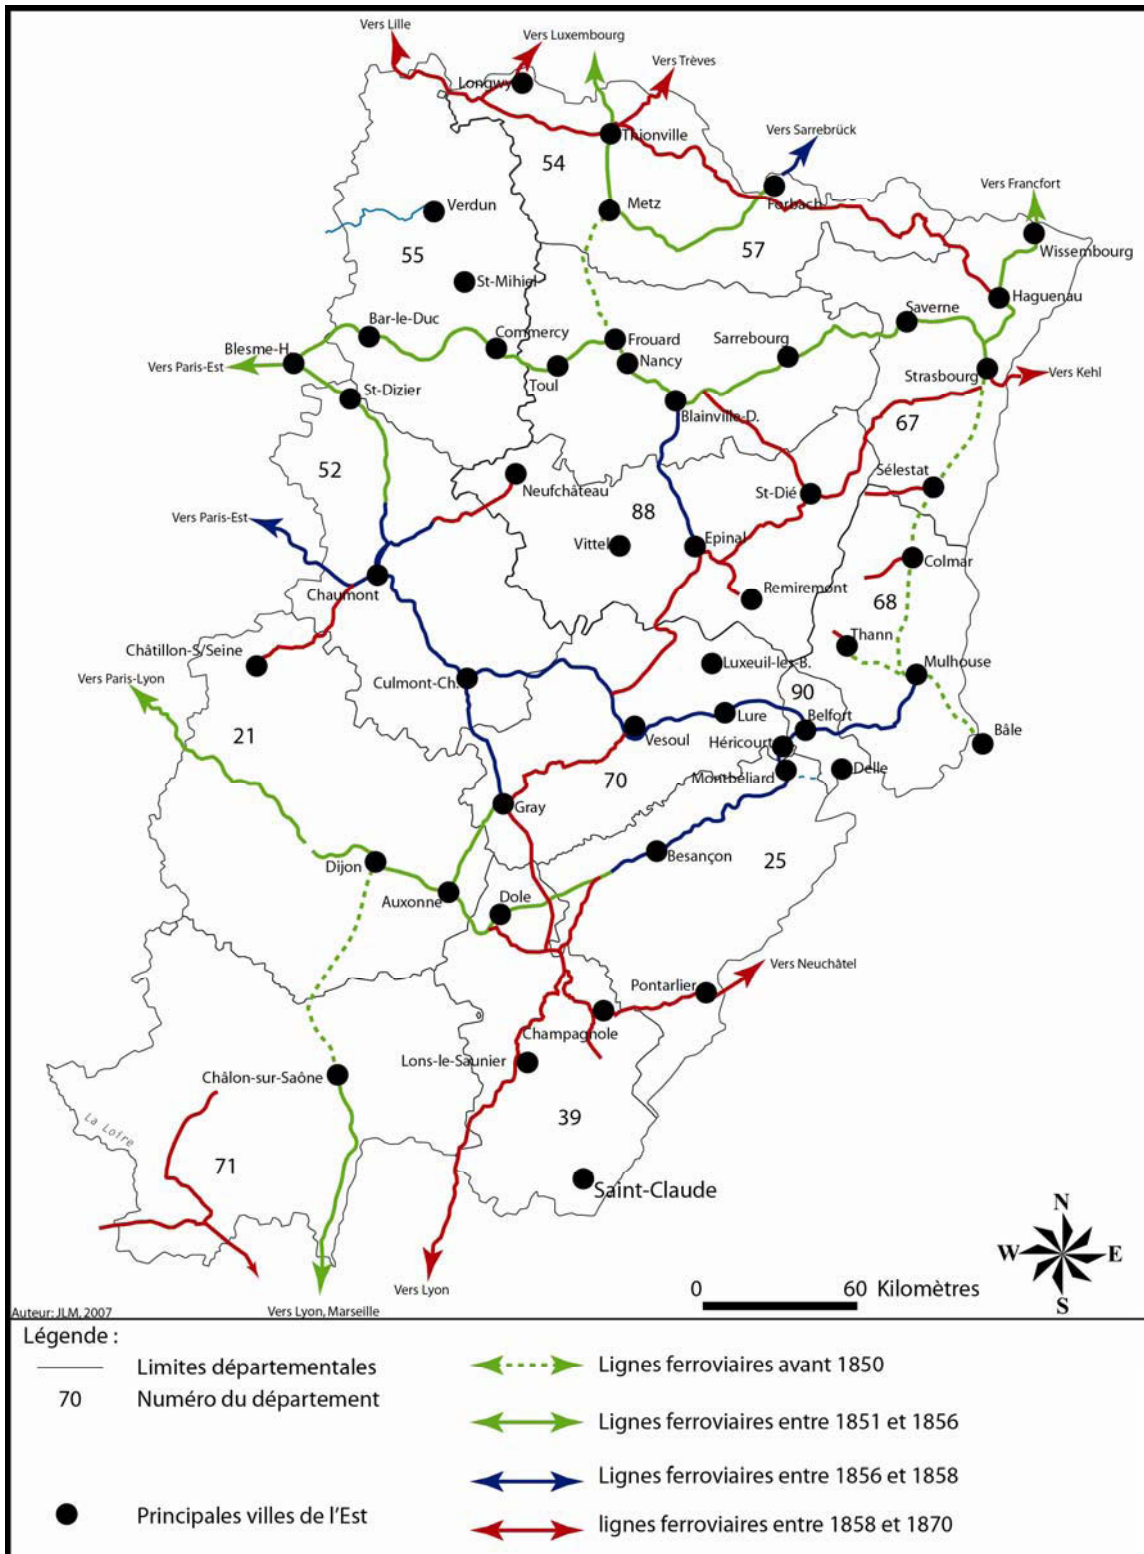 Vers Lille
Vers Luxembourg
Vers Trèves
Longwy
Thionville
Vers Sarrebrück
54
Verdun
Metz
Forbach
Vers Francfort
55
57
Wissembourg
St-Mihiel
Haguenau
Bar-le-Duc
Commercy
Frouard
Saverne
Blesme-H.
Nancy
Sarrebourg
Vers Paris-Est
Toul
Strasbourg
Vers Kehl
St-Dizier
Blainville-D.
67
52
Neufchâteau
St-Dié
Sélestat
Vers Paris-Est
88
Vittel
Epinal
Colmar
Chaumont
Remiremont
68
Châtillon-S/Seine
Thann
Luxeuil-les-B.
Mulhouse
Vers Paris-Lyon
Culmont-Ch.
90
21
Lure
Belfort
Bâle
Vesoul
Héricourt
Delle
70
Montbéliard
Gray
Dijon
Besançon
25
Auxonne
Dole
Pontarlier
Vers Neuchâtel
Champagnole
Lons-le-Saunier
Châlon-sur-Saône
La Loire
39
71
Saint-Claude
N
W
E
S
0 60 Kilomètres
Vers Lyon
Auteur: JLM, 2007
Vers Lyon, Marseille
Légende :
Limites départementales
70 Numéro du département
Principales villes de l'Est
Lignes ferroviaires avant 1850
Lignes ferroviaires entre 1851 et 1856
Lignes ferroviaires entre 1856 et 1858
lignes ferroviaires entre 1858 et 1870